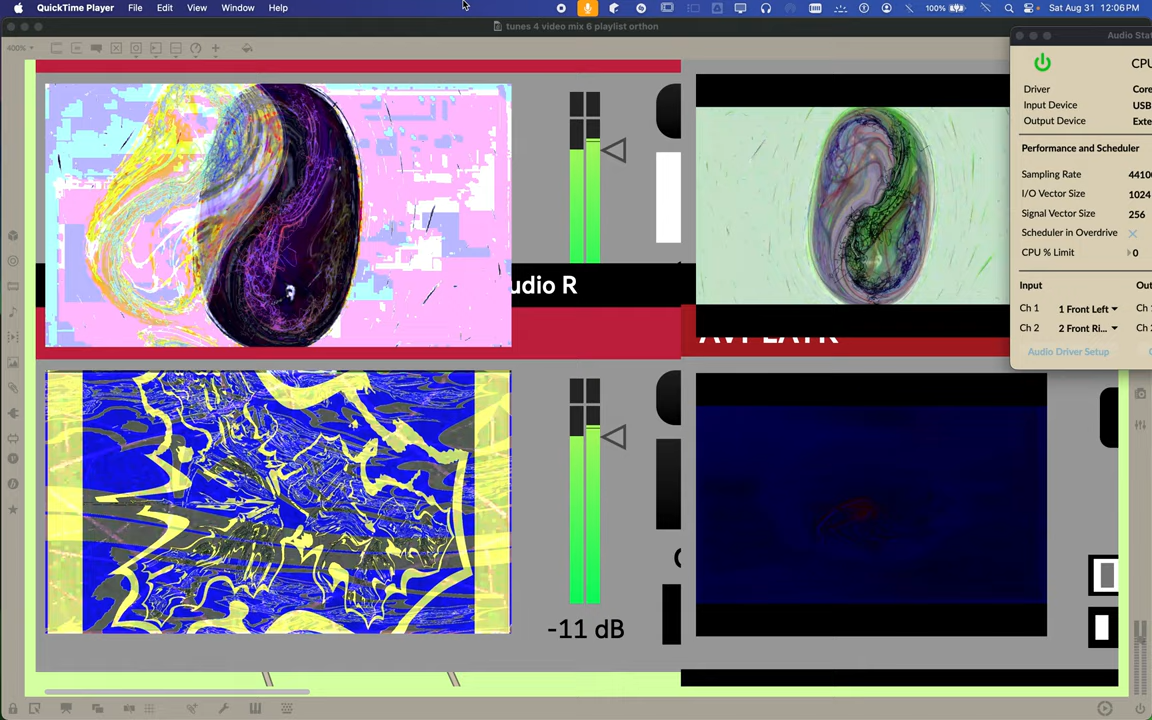 QuickTime Player File Edit View Window Help 100% Sat Aug 31 12:06 PM
tunes 4 video mix 6 playlist orthon
400%
Audio Sta
CPU
Driver Core
Input Device USB
Output Device Exte
Performance and Scheduler
Sampling Rate 4410
I/O Vector Size 1024
Signal Vector Size 256
Scheduler in Overdrive
CPU % Limit 0
Input Out
Ch 1 1 Front Left Ch
Ch 2 2 Front Ri... Ch
Audio Driver Setup
udio R
-11 dB